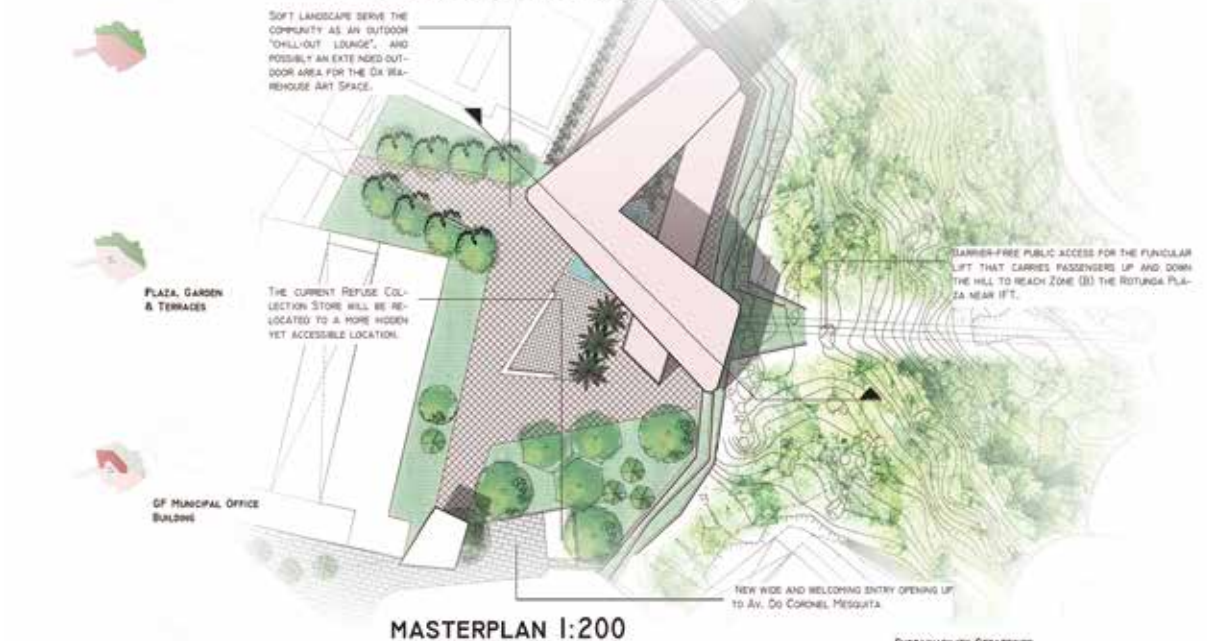 SOFT LANDSCAPE SERVE THE
COMMUNITY AS AN OUTDOOR
"CHILL-OUT LOUNGE", AND
POSSIBLY AN EXTE NDED OUT-
DOOR AREA FOR THE OX WA-
REHOUSE ART SPACE.
BARRIER-FREE PUBLIC ACCESS FOR THE FUNICULAR
LIFT THAT CARRIES PASSENGERS UP AND DOWN
THE HILL TO REACH ZONE (B) THE ROTUNDA PLA-
ZA NEAR IFT.
PLAZA, GARDEN
& TERRACES
THE CURRENT REFUSE COL-
LECTION STORE WILL BE RE-
LOCATED TO A MORE HIDDEN
YET ACCESSIBLE LOCATION.
GF MUNICIPAL OFFICE
BUILDING
NEW WIDE AND WELCOMING ENTRY OPENING UP
TO AV. DO CORONEL MESQUITA
MASTERPLAN 1:200